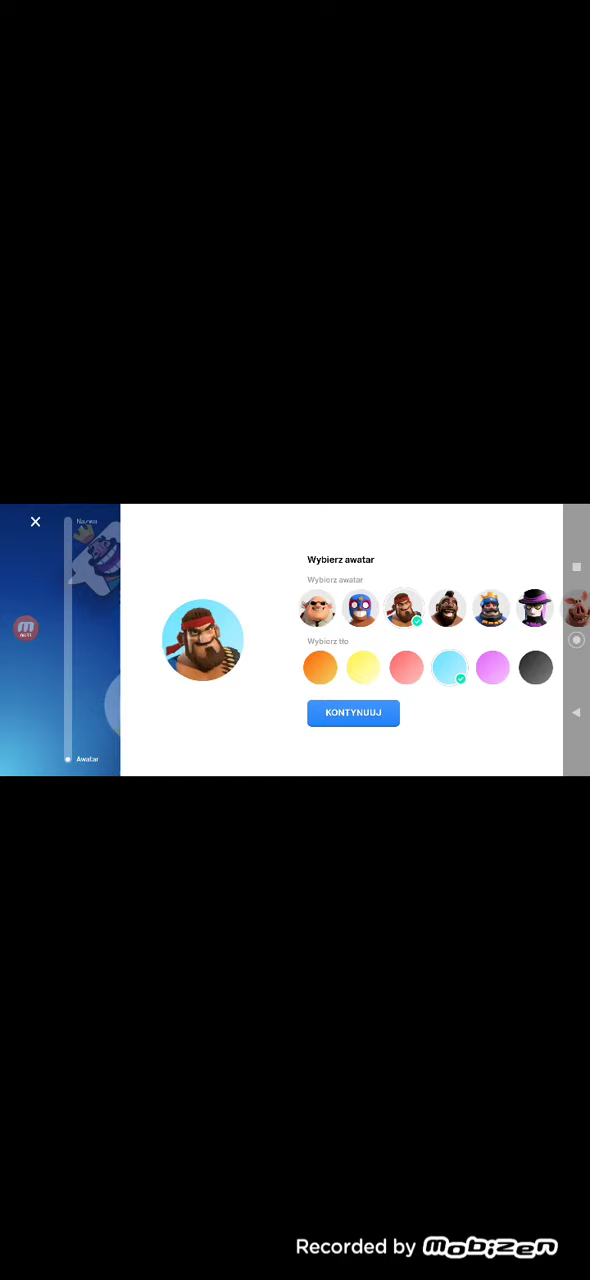 Nazwa
Wybierz awatar
Wybierz awatar
Wybierz tło
KONTYNUUJ
Awatar
Recorded by mobizen